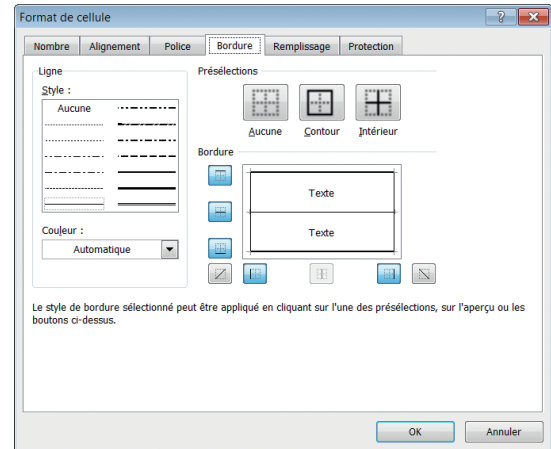 Format de cellule
Nombre Alignement Police Bordure Remplissage Protection
Ligne
Style :
Aucune
Couleur :
Automatique
Présélections
Aucune Contour Intérieur
Bordure
Texte
Texte
Le style de bordure sélectionné peut être appliqué en cliquant sur l'une des présélections, sur l'aperçu ou les
boutons ci-dessus.
OK Annuler